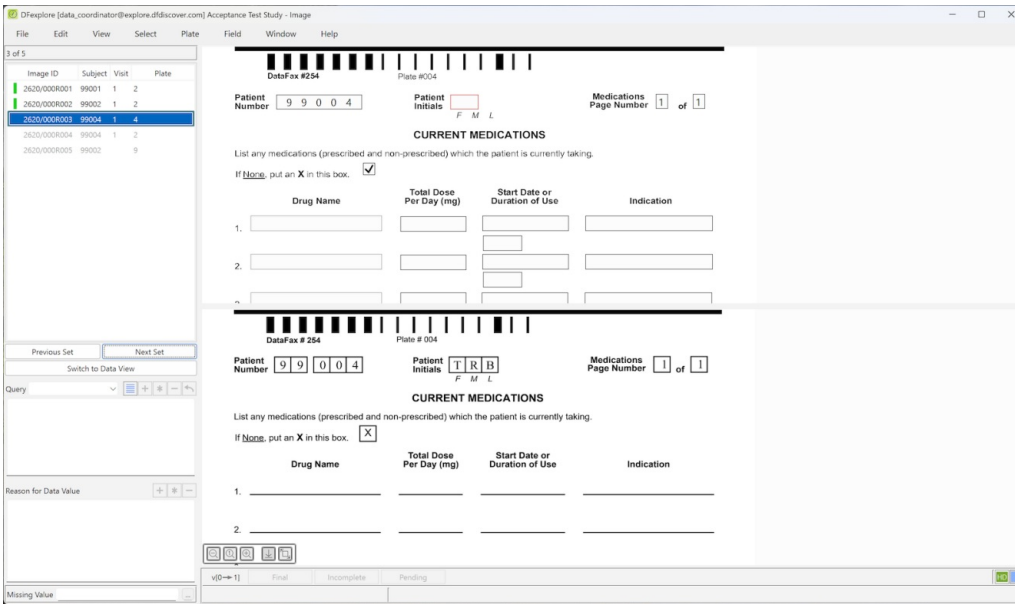 DFexplore [data_coordinator@explore.dfdiscover.com] Acceptance Test Study - Image
File Edit View Select Plate Field Window Help
3 of 5
Image ID Subject Visit Plate
2620/000R001 99001 1 2
2620/000R002 99002 1 2
2620/000R003 99004 1 4
2620/000R004 99004 1 2
2620/000R005 99002 9
Previous Set Next Set
Switch to Data View
Query
Reason for Data Value
Missing Value
DataFax #254 Plate #004
Patient Number 9 9 0 0 4 Patient Initials Medications Page Number 1 of 1
F M L
CURRENT MEDICATIONS
List any medications (prescribed and non-prescribed) which the patient is currently taking.
If None, put an X in this box.
Drug Name Total Dose Per Day (mg) Start Date or Duration of Use Indication
1.
2.
DataFax # 254 Plate # 004
Patient Number 9 9 0 0 4 Patient Initials T R B Medications Page Number 1 of 1
F M L
CURRENT MEDICATIONS
List any medications (prescribed and non-prescribed) which the patient is currently taking.
If None, put an X in this box. X
Drug Name Total Dose Per Day (mg) Start Date or Duration of Use Indication
1.
2.
v[0→1] Final Incomplete Pending
HD